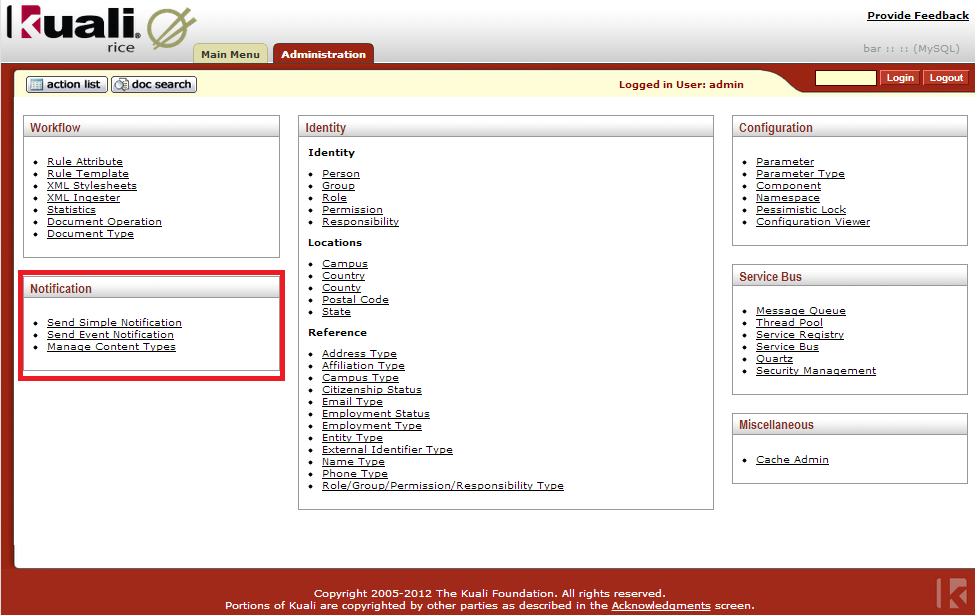 Kuali
rice
Provide Feedback
Main Menu
Administration
bar :: :: (MySQL)
action list
doc search
Logged in User: admin
Login
Logout
Workflow
Rule Attribute
Rule Template
XML Stylesheets
XML Ingester
Statistics
Document Operation
Document Type
Notification
Send Simple Notification
Send Event Notification
Manage Content Types
Identity
Identity
Person
Group
Role
Permission
Responsibility
Locations
Campus
Country
County
Postal Code
State
Reference
Address Type
Affiliation Type
Campus Type
Citizenship Status
Email Type
Employment Status
Employment Type
Entity Type
External Identifier Type
Name Type
Phone Type
Role/Group/Permission/Responsibility Type
Configuration
Parameter
Parameter Type
Component
Namespace
Pessimistic Lock
Configuration Viewer
Service Bus
Message Queue
Thread Pool
Service Registry
Service Bus
Quartz
Security Management
Miscellaneous
Cache Admin
Copyright 2005-2012 The Kuali Foundation. All rights reserved.
Portions of Kuali are copyrighted by other parties as described in the Acknowledgments screen.